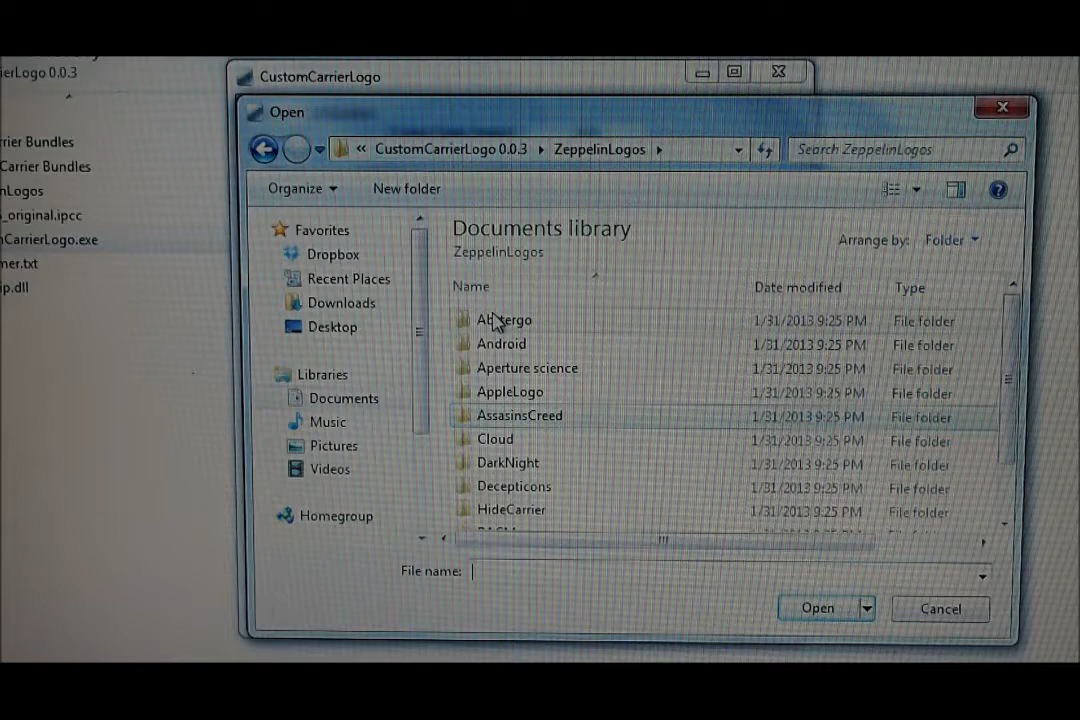 ierLogo 0.0.3
rrier Bundles
Carrier Bundles
nLogos
_original.ipcc
nCarrierLogo.exe
mer.txt
ip.dll
CustomCarrierLogo
Open
« CustomCarrierLogo 0.0.3 ZeppelinLogos
Search ZeppelinLogos
Organize New folder
Favorites
Dropbox
Recent Places
Downloads
Desktop
Libraries
Documents
Music
Pictures
Videos
Homegroup
Documents library
ZeppelinLogos
Arrange by: Folder
Name Date modified Type
Abstergo 1/31/2013 9:25 PM File folder
Android 1/31/2013 9:25 PM File folder
Aperture science 1/31/2013 9:25 PM File folder
AppleLogo 1/31/2013 9:25 PM File folder
AssasinsCreed 1/31/2013 9:25 PM File folder
Cloud 1/31/2013 9:25 PM File folder
DarkNight 1/31/2013 9:25 PM File folder
Decepticons 1/31/2013 9:25 PM File folder
HideCarrier 1/31/2013 9:25 PM File folder
File name:
Open Cancel